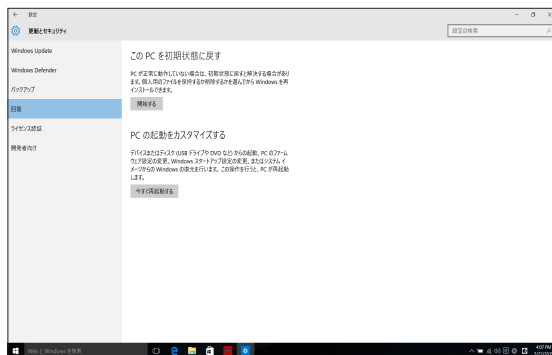 設定
更新とセキュリティ
設定の検索
Windows Update
Windows Defender
バックアップ
回復
ライセンス認証
開発者向け
この PC を初期状態に戻す
PC が正常に動作していない場合は、初期状態に戻すと解決する場合があり
ます。個人用のファイルを保持するか削除するかを選んでから Windows を再
インストールできます。
開始する
PC の起動をカスタマイズする
デバイスまたはディスク (USB ドライブや DVD など) からの起動、PC のファーム
ウェア設定の変更、Windows スタートアップ設定の変更、またはシステム イ
メージからの Windows の復元を行います。この操作を行うと、PC が再起動
します。
今すぐ再起動する
Web と Windows を検索
4:07 PM